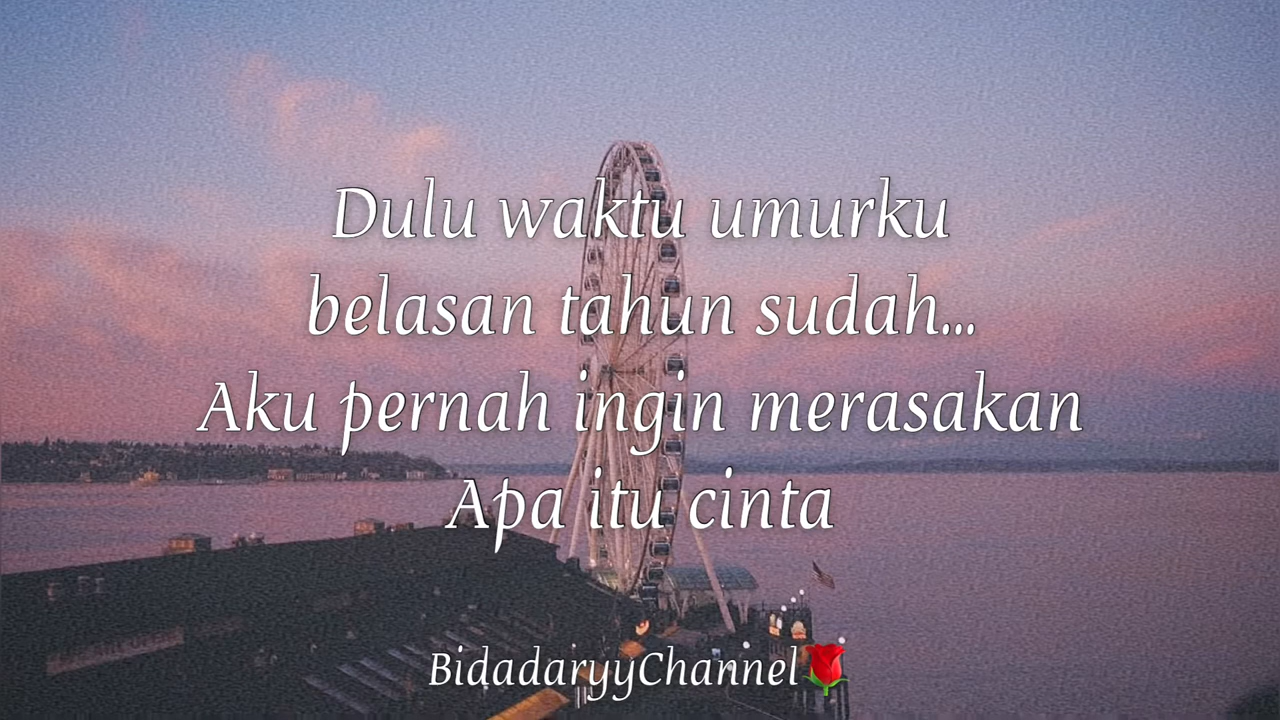 Dulu waktu umurku
belasan tahun sudah...
Aku pernah ingin merasakan
Apa itu cinta
BidadaryyChannel🌹